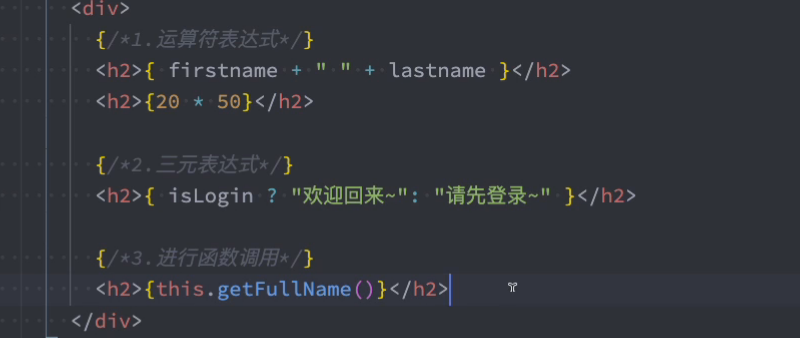 <div>
{/*1.运算符表达式*/}
<h2>{ firstname + " " + lastname }</h2>
<h2>{20 * 50}</h2>
{/*2.三元表达式*/}
<h2>{ isLogin ? "欢迎回来~": "请先登录~" }</h2>
{/*3.进行函数调用*/}
<h2>{this.getFullName()}</h2>
</div>